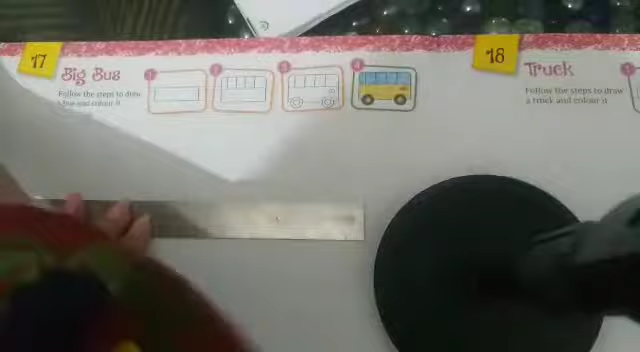 17
Big Bus
Follow the steps to draw
a bus and colour it
1
2
3
4
18
Truck
Follow the steps to draw
a truck and colour it
1